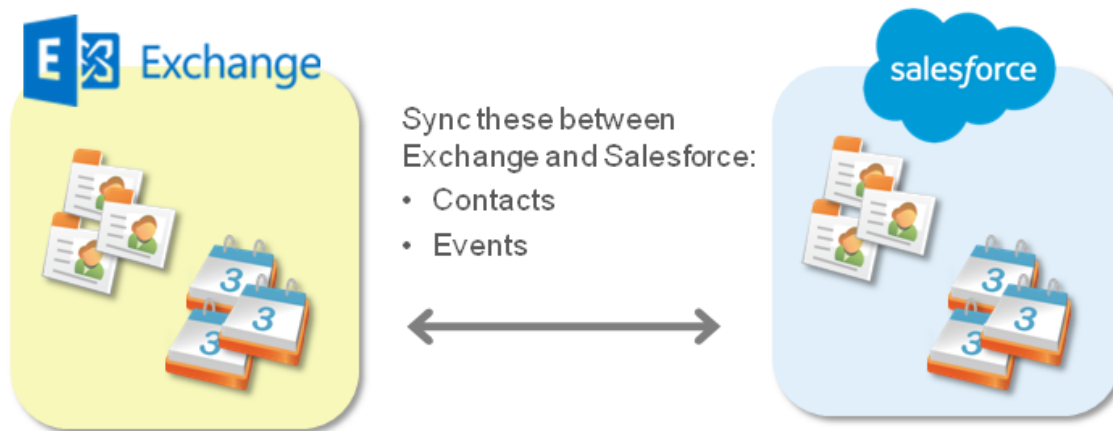 E Exchange
salesforce
Sync these between
Exchange and Salesforce:
• Contacts
• Events
3
3
3
3
3
3